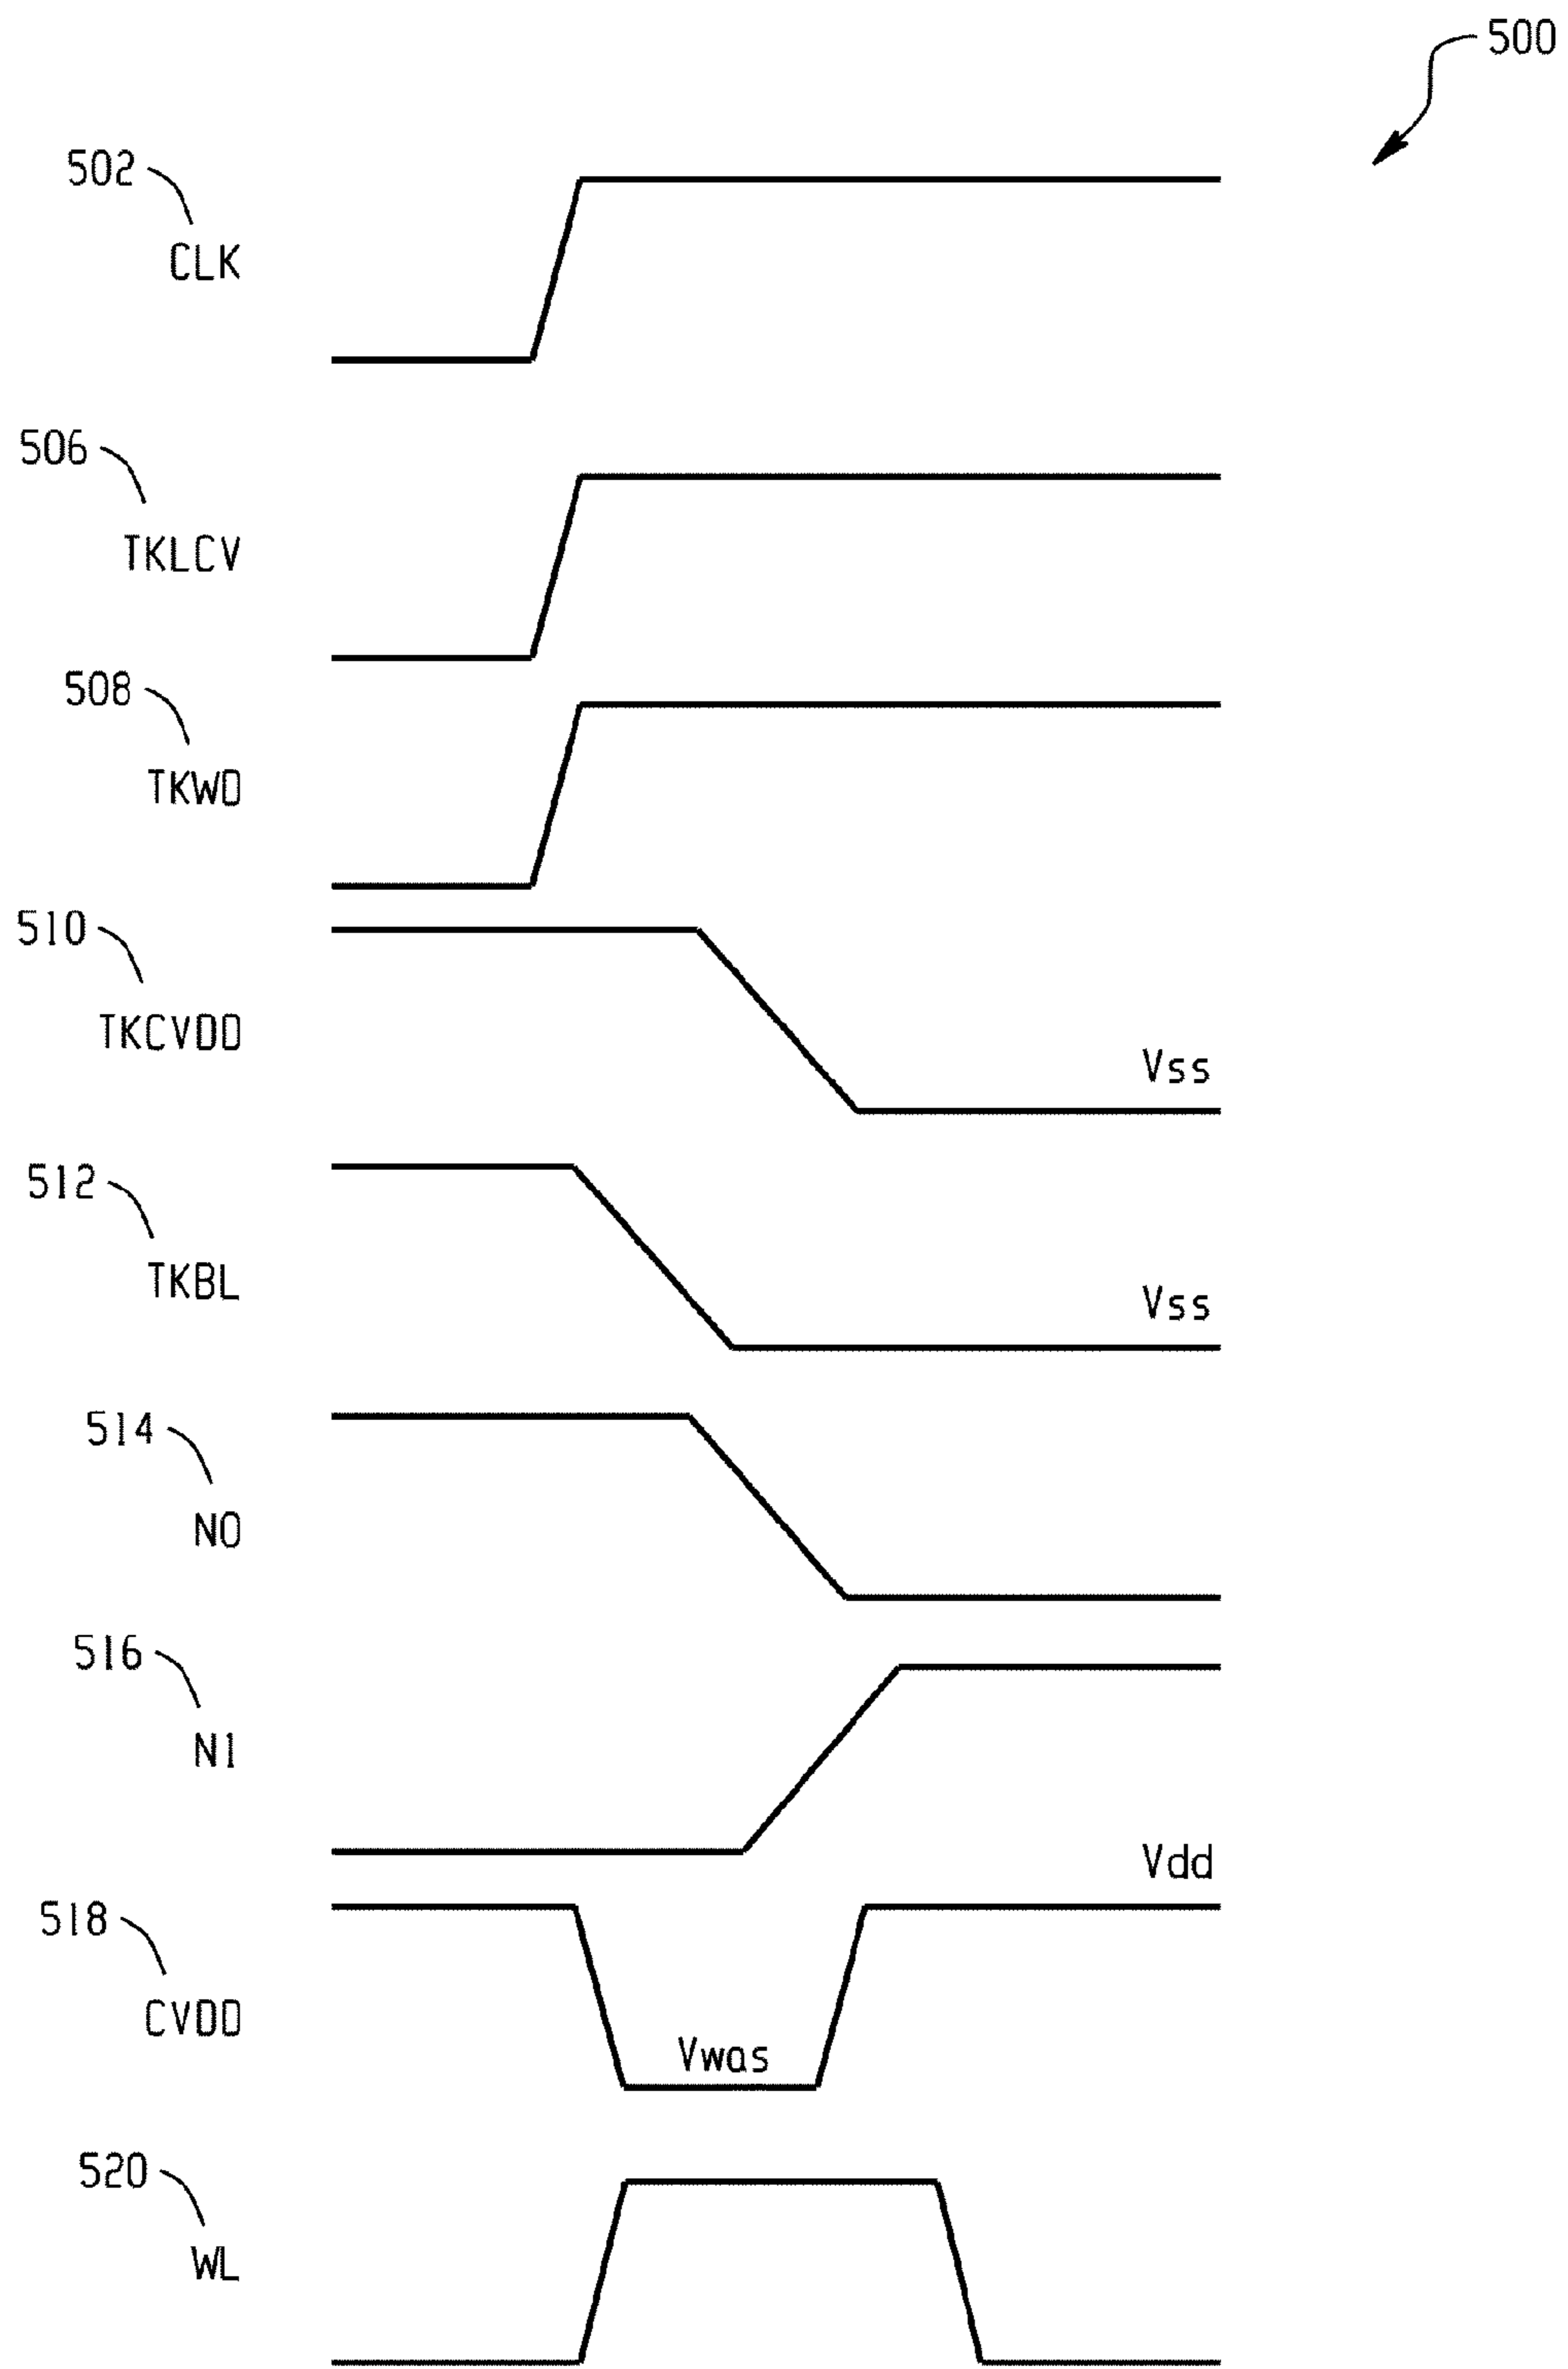 500
502
CLK
506
TKLCV
508
TKWD
510
TKCVDD
Vss
512
TKBL
Vss
514
N0
516
N1
Vdd
518
CVDD
Vwas
520
WL